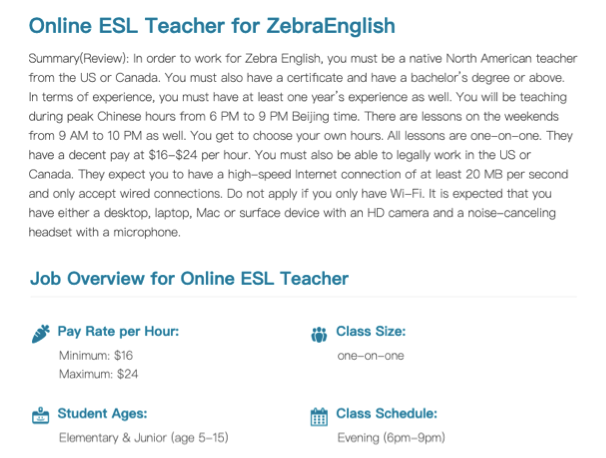 Online ESL Teacher for ZebraEnglish
Summary(Review): In order to work for Zebra English, you must be a native North American teacher
from the US or Canada. You must also have a certificate and have a bachelor's degree or above.
In terms of experience, you must have at least one year's experience as well. You will be teaching
during peak Chinese hours from 6 PM to 9 PM Beijing time. There are lessons on the weekends
from 9 AM to 10 PM as well. You get to choose your own hours. All lessons are one-on-one. They
have a decent pay at $16-$24 per hour. You must also be able to legally work in the US or
Canada. They expect you to have a high-speed Internet connection of at least 20 MB per second
and only accept wired connections. Do not apply if you only have Wi-Fi. It is expected that you
have either a desktop, laptop, Mac or surface device with an HD camera and a noise-canceling
headset with a microphone.
Job Overview for Online ESL Teacher
Pay Rate per Hour:
Minimum: $16
Maximum: $24
Class Size:
one-on-one
Student Ages:
Elementary & Junior (age 5-15)
Class Schedule:
Evening (6pm-9pm)